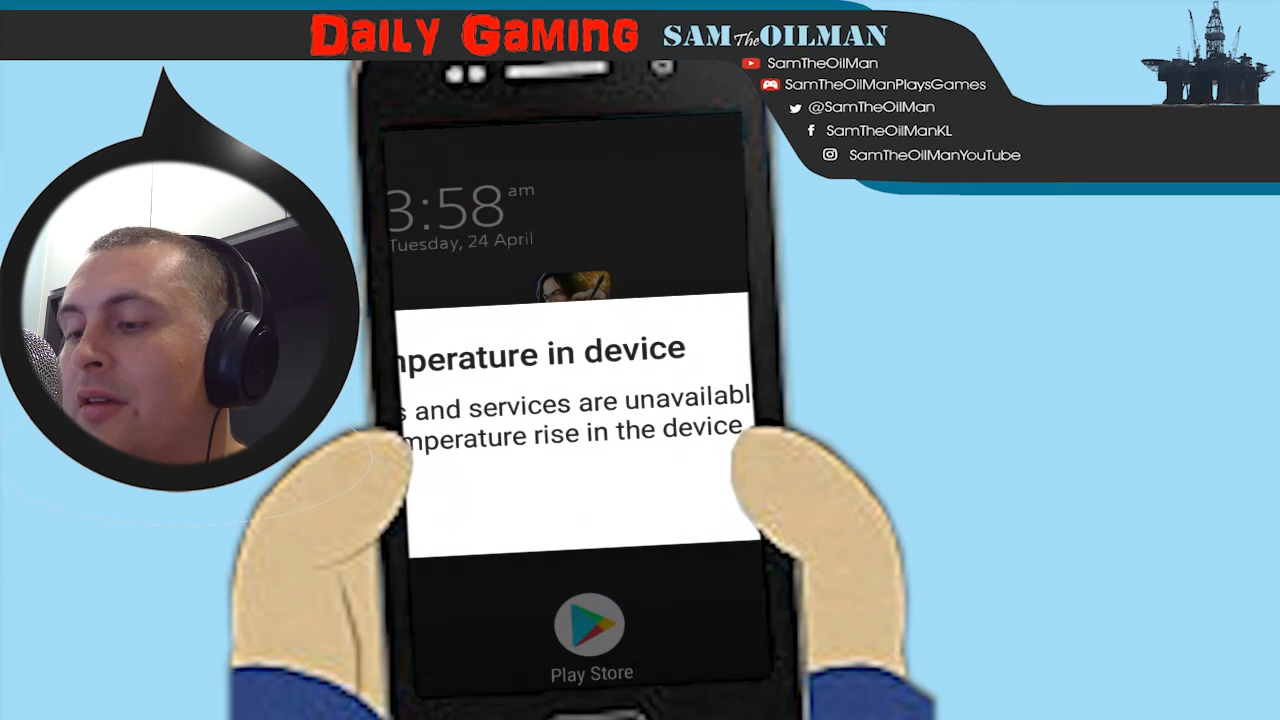 DAILY GAMING
SAM The OILMAN
SamTheOilMan
SamTheOilManPlaysGames
@SamTheOilMan
SamTheOilManKL
SamTheOilManYouTube
3:58 am
Tuesday, 24 April
mperature in device
s and services are unavailabl
mperature rise in the device
Play Store